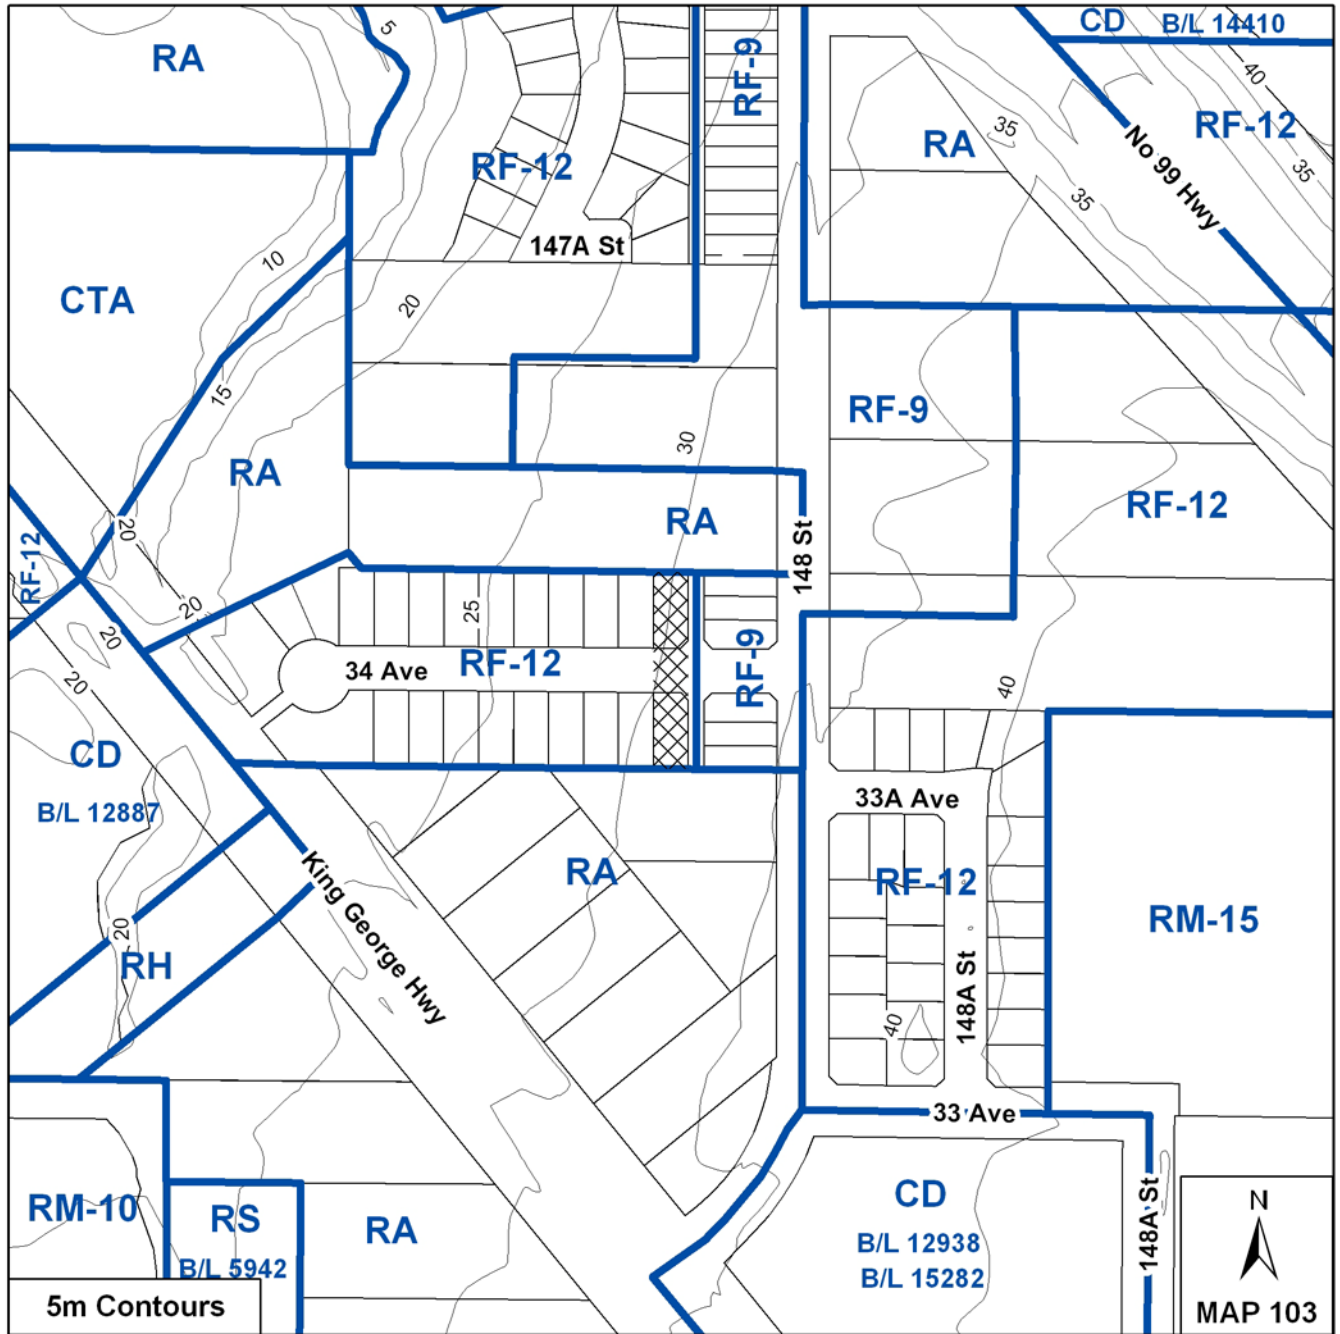 CD B/L 14410
5
RA
RF-9
40
RF-12
35
RA
No 99 Hwy
RF-12
35
35
147A St
10
20
CTA
15
RF-9
30
RA
RF-12
20
RA
148 St
RF-12
20
25
20
34 Ave
RF-12
RF-9
20
40
CD
B/L 12887
33A Ave
RA
King George Hwy
RF-12
RM-15
20
RH
148A St
40
33 Ave
RM-10
RS
B/L 5942
RA
CD
B/L 12938
B/L 15282
148A St
N
MAP 103
5m Contours